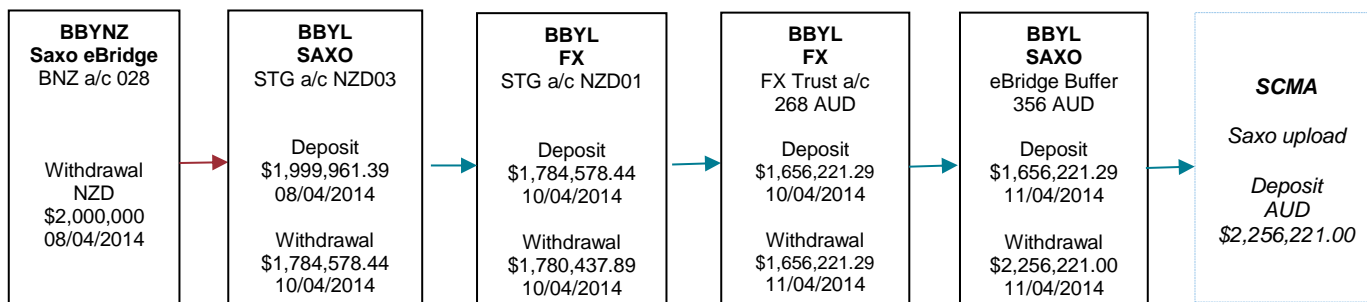 BBYNZ
Saxo eBridge
BNZ a/c 028
Withdrawal
NZD
$2,000,000
08/04/2014
BBYL
SAXO
STG a/c NZD03
Deposit
$1,999,961.39
08/04/2014
Withdrawal
$1,784,578.44
10/04/2014
BBYL
FX
STG a/c NZD01
Deposit
$1,784,578.44
10/04/2014
Withdrawal
$1,780,437.89
10/04/2014
BBYL
FX
FX Trust a/c
268 AUD
Deposit
$1,656,221.29
10/04/2014
Withdrawal
$1,656,221.29
11/04/2014
BBYL
SAXO
eBridge Buffer
356 AUD
Deposit
$1,656,221.29
11/04/2014
Withdrawal
$2,256,221.00
11/04/2014
SCMA
Saxo upload
Deposit
AUD
$2,256,221.00